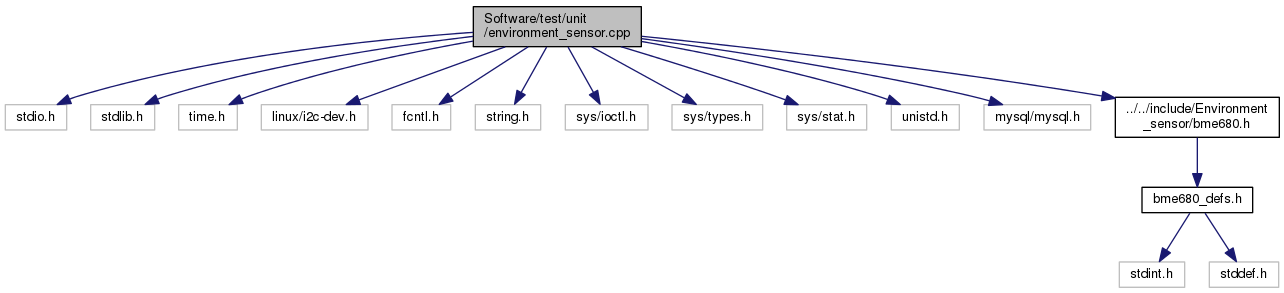 Software/test/unit
/environment_sensor.cpp
stdio.h
stdlib.h
time.h
linux/i2c-dev.h
fcntl.h
string.h
sys/ioctl.h
sys/types.h
sys/stat.h
unistd.h
mysql/mysql.h
../../include/Environment
_sensor/bme680.h
bme680_defs.h
stdint.h
stddef.h